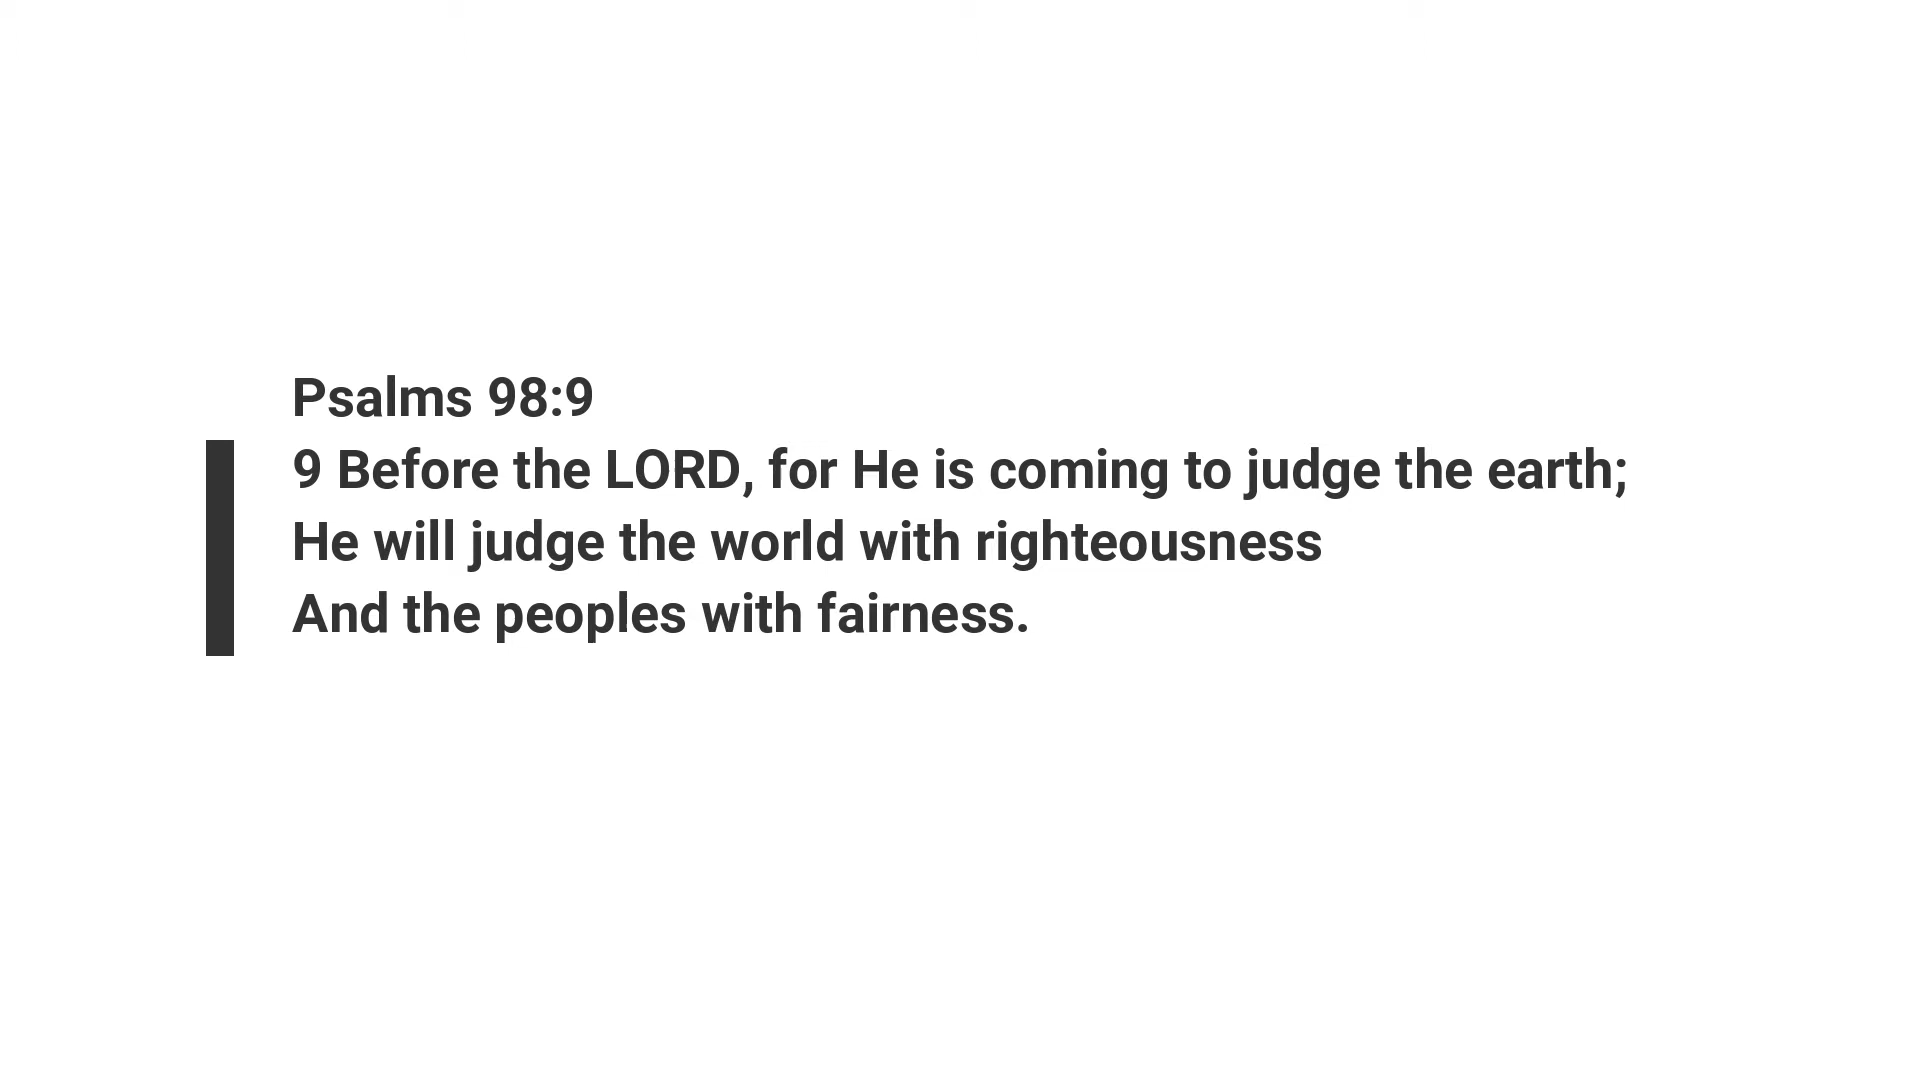 Psalms 98:9
9 Before the LORD, for He is coming to judge the earth;
He will judge the world with righteousness
And the peoples with fairness.